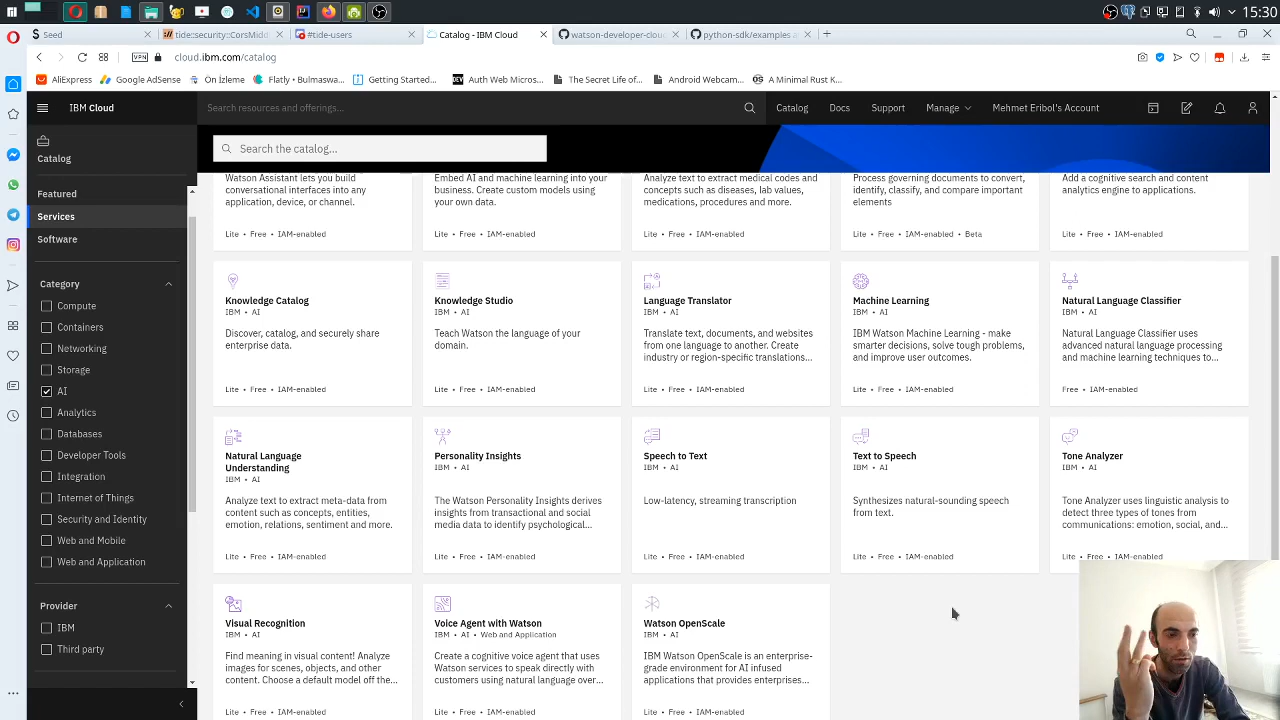 15:30
Seed
tide::security::CorsMiddl
#tide-users
Catalog - IBM Cloud
watson-developer-clou
python-sdk/examples at
VPN
cloud.ibm.com/catalog
AliExpress
Google AdSense
Ön İzleme
Flatly • Bulmaswa...
Getting Started...
Auth Web Micros...
The Secret Life of...
Android Webcam...
A Minimal Rust K...
IBM Cloud
Search resources and offerings...
Catalog
Docs
Support
Manage
Mehmet Eribol's Account
Catalog
Search the catalog...
Featured
Services
Software
Category
Compute
Containers
Networking
Storage
AI
Analytics
Databases
Developer Tools
Integration
Internet of Things
Security and Identity
Web and Mobile
Web and Application
Provider
IBM
Third party
Watson Assistant lets you build
conversational interfaces into any
application, device, or channel.
Lite • Free • IAM-enabled
Embed AI and machine learning into your
business. Create custom models using
your own data.
Lite • Free • IAM-enabled
Analyze text to extract medical codes and
concepts such as diseases, lab values,
medications, procedures and more.
Lite • Free • IAM-enabled
Process governing documents to convert,
identify, classify, and compare important
elements
Lite • Free • IAM-enabled • Beta
Add a cognitive search and content
analytics engine to applications.
Lite • Free • IAM-enabled
Knowledge Catalog
IBM • AI
Discover, catalog, and securely share
enterprise data.
Lite • Free • IAM-enabled
Knowledge Studio
IBM • AI
Teach Watson the language of your
domain.
Lite • Free • IAM-enabled
Language Translator
IBM • AI
Translate text, documents, and websites
from one language to another. Create
industry or region-specific translations...
Lite • Free • IAM-enabled
Machine Learning
IBM • AI
IBM Watson Machine Learning - make
smarter decisions, solve tough problems,
and improve user outcomes.
Lite • Free • IAM-enabled
Natural Language Classifier
IBM • AI
Natural Language Classifier uses
advanced natural language processing
and machine learning techniques to...
Free • IAM-enabled
Natural Language
Understanding
IBM • AI
Analyze text to extract meta-data from
content such as concepts, entities,
emotion, relations, sentiment and more.
Lite • Free • IAM-enabled
Personality Insights
IBM • AI
The Watson Personality Insights derives
insights from transactional and social
media data to identify psychological...
Lite • Free • IAM-enabled
Speech to Text
IBM • AI
Low-latency, streaming transcription
Lite • Free • IAM-enabled
Text to Speech
IBM • AI
Synthesizes natural-sounding speech
from text.
Lite • Free • IAM-enabled
Tone Analyzer
IBM • AI
Tone Analyzer uses linguistic analysis to
detect three types of tones from
communications: emotion, social, and...
Lite • Free • IAM-enabled
Visual Recognition
IBM • AI
Find meaning in visual content! Analyze
images for scenes, objects, and other
content. Choose a default model off the...
Lite • Free • IAM-enabled
Voice Agent with Watson
IBM • AI • Web and Application
Create a cognitive voice agent that uses
Watson services to speak directly with
customers using natural language over...
Lite • Free • IAM-enabled
Watson OpenScale
IBM • AI
IBM Watson OpenScale is an enterprise-
grade environment for AI infused
applications that provides enterprises...
Lite • Free • IAM-enabled